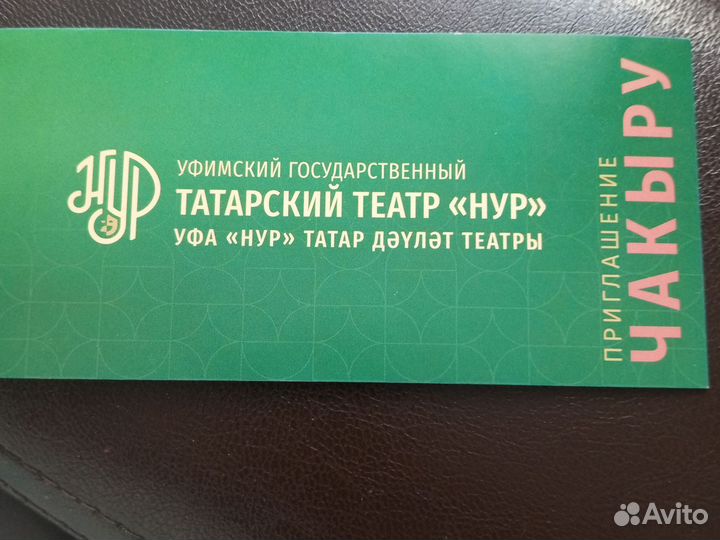 НУР
УФИМСКИЙ ГОСУДАРСТВЕННЫЙ
ТАТАРСКИЙ ТЕАТР «НУР»
УФА «НУР» ТАТАР ДӘҮЛӘТ ТЕАТРЫ
ПРИГЛАШЕНИЕ
ЧАКЫРУ
Avito